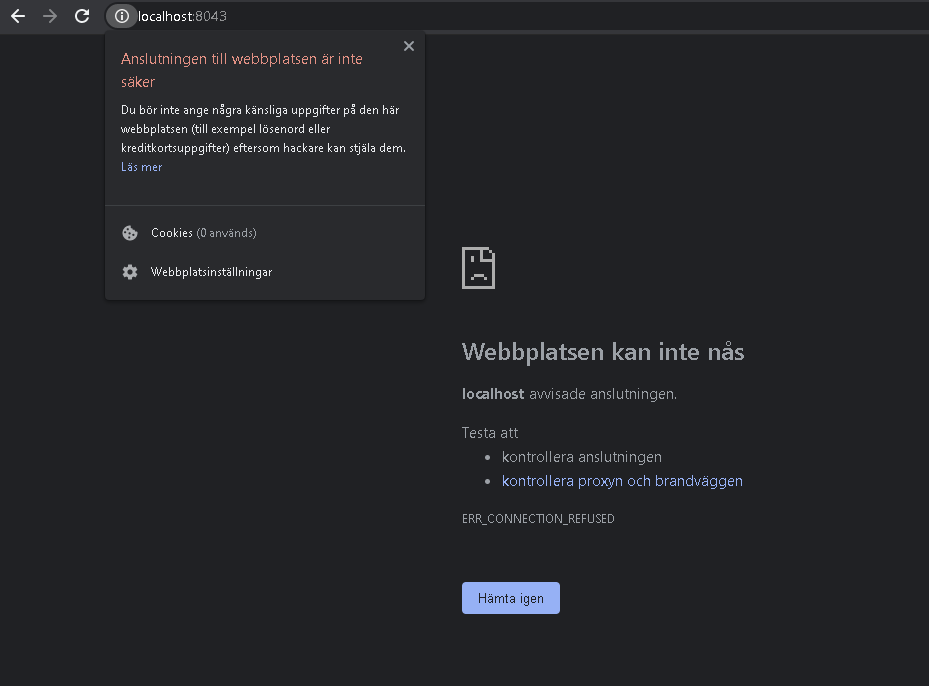 localhost:8043
Anslutningen till webbplatsen är inte
säker
Du bör inte ange några känsliga uppgifter på den här
webbplatsen (till exempel lösenord eller
kreditkortsuppgifter) eftersom hackare kan stjäla dem.
Läs mer
Cookies (0 används)
Webbplatsinställningar
Webbplatsen kan inte nås
localhost avvisade anslutningen.
Testa att
• kontrollera anslutningen
• kontrollera proxyn och brandväggen
ERR_CONNECTION_REFUSED
Hämta igen